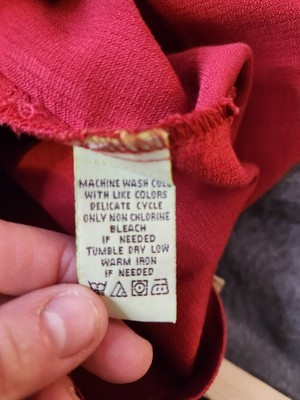 MACHINE WASH COLD
WITH LIKE COLORS
DELICATE CYCLE
ONLY NON CHLORINE
BLEACH
IF NEEDED
TUMBLE DRY LOW
WARM IRON
IF NEEDED